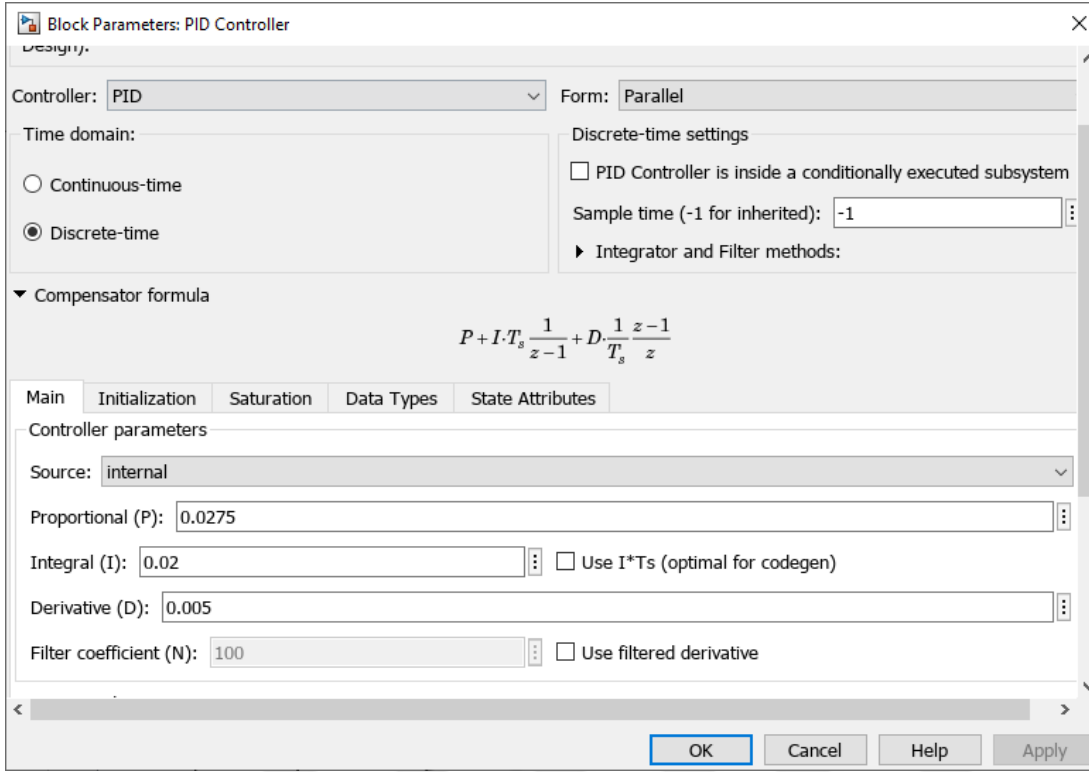 Block Parameters: PID Controller
Design).
Controller: PID
Form: Parallel
Time domain:
Continuous-time
Discrete-time
Discrete-time settings
PID Controller is inside a conditionally executed subsystem
Sample time (-1 for inherited): -1
Integrator and Filter methods:
Compensator formula
P + I·T_s 1/(z−1) + D·1/T_s (z−1)/z
Main Initialization Saturation Data Types State Attributes
Controller parameters
Source: internal
Proportional (P): 0.0275
Integral (I): 0.02
Use I*Ts (optimal for codegen)
Derivative (D): 0.005
Filter coefficient (N): 100
Use filtered derivative
OK Cancel Help Apply